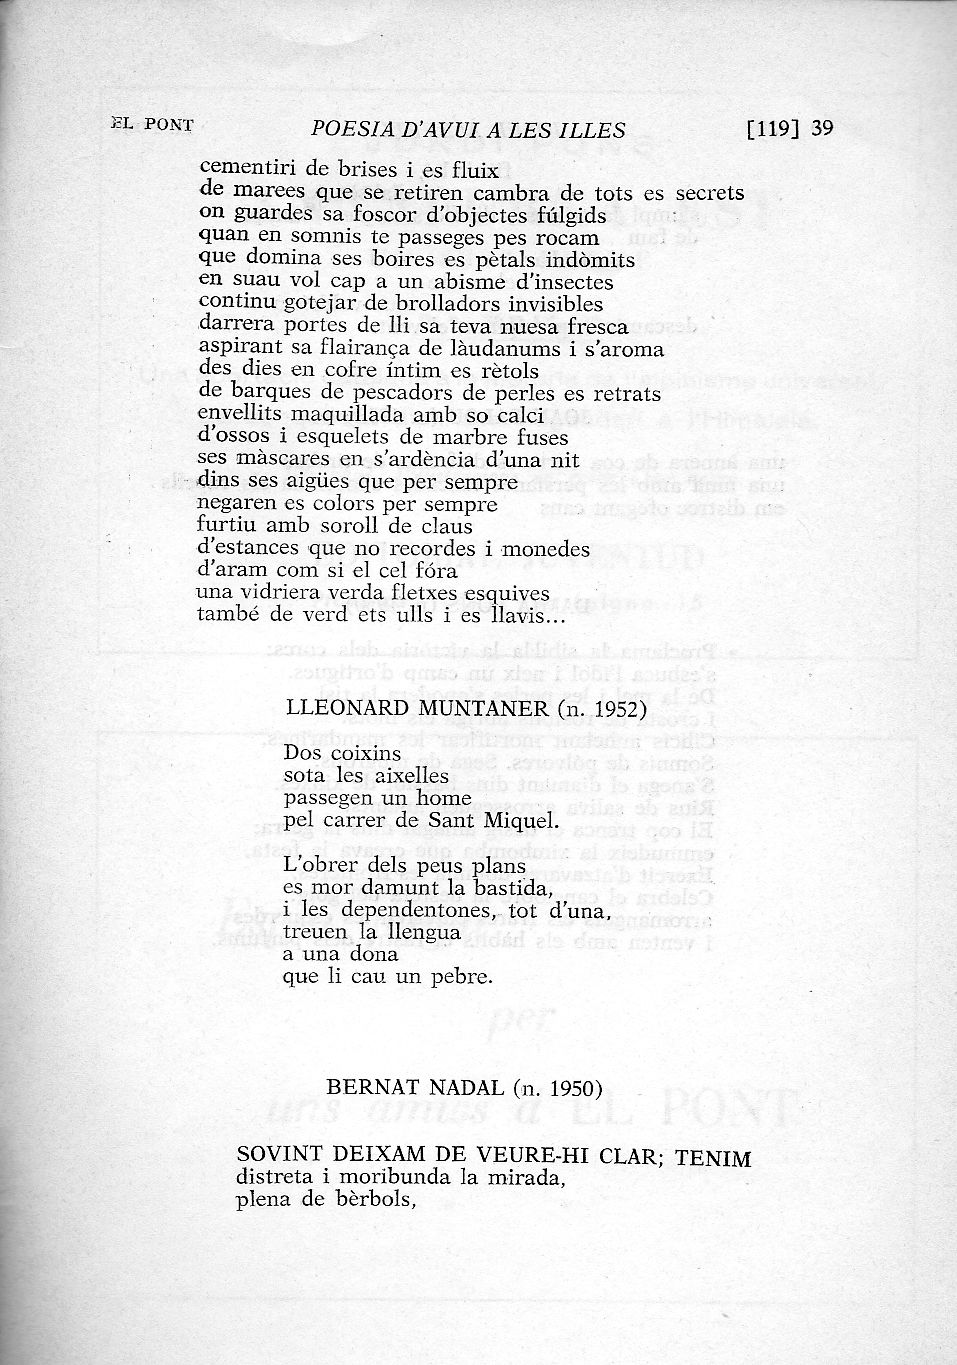 EL PONT POESIA D'AVUI A LES ILLES [119] 39
cementiri de brises i es fluix
de marees que se retiren cambra de tots es secrets
on guardes sa foscor d'objectes fúlgids
quan en somnis te passeges pes rocam
que domina ses boires es pètals indòmits
en suau vol cap a un abisme d'insectes
continu gotejar de brolladors invisibles
darrera portes de lli sa teva nuesa fresca
aspirant sa flairança de làudanums i s'aroma
des dies en cofre íntim es rètols
de barques de pescadors de perles es retrats
envellits maquillada amb so calci
d'ossos i esquelets de marbre fuses
ses màscares en s'ardència d'una nit
dins ses aigües que per sempre
negaren es colors per sempre
furtiu amb soroll de claus
d'estances que no recordes i monedes
d'aram com si el cel fóra
una vidriera verda fletxes esquives
també de verd ets ulls i es llavis...
LLEONARD MUNTANER (n. 1952)
Dos coixins
sota les aixelles
passegen un home
pel carrer de Sant Miquel.
L'obrer dels peus plans
es mor damunt la bastida,
i les dependentones, tot d'una,
treuen la llengua
a una dona
que li cau un pebre.
BERNAT NADAL (n. 1950)
SOVINT DEIXAM DE VEURE-HI CLAR; TENIM
distreta i moribunda la mirada,
plena de bèrbols,